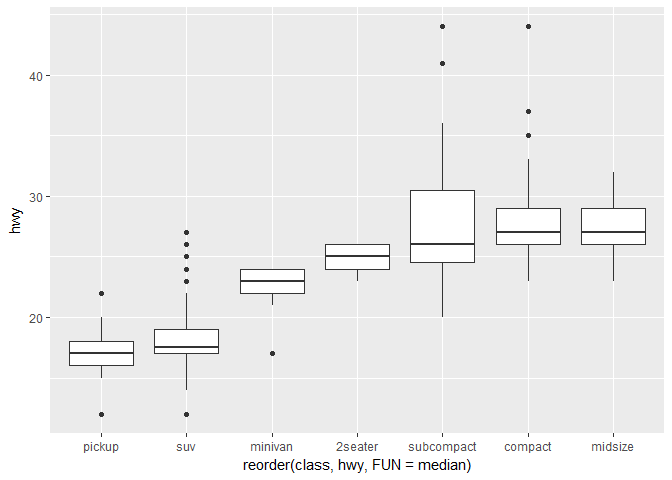 40
30
20
hwy
pickup suv minivan 2seater subcompact compact midsize
reorder(class, hwy, FUN = median)